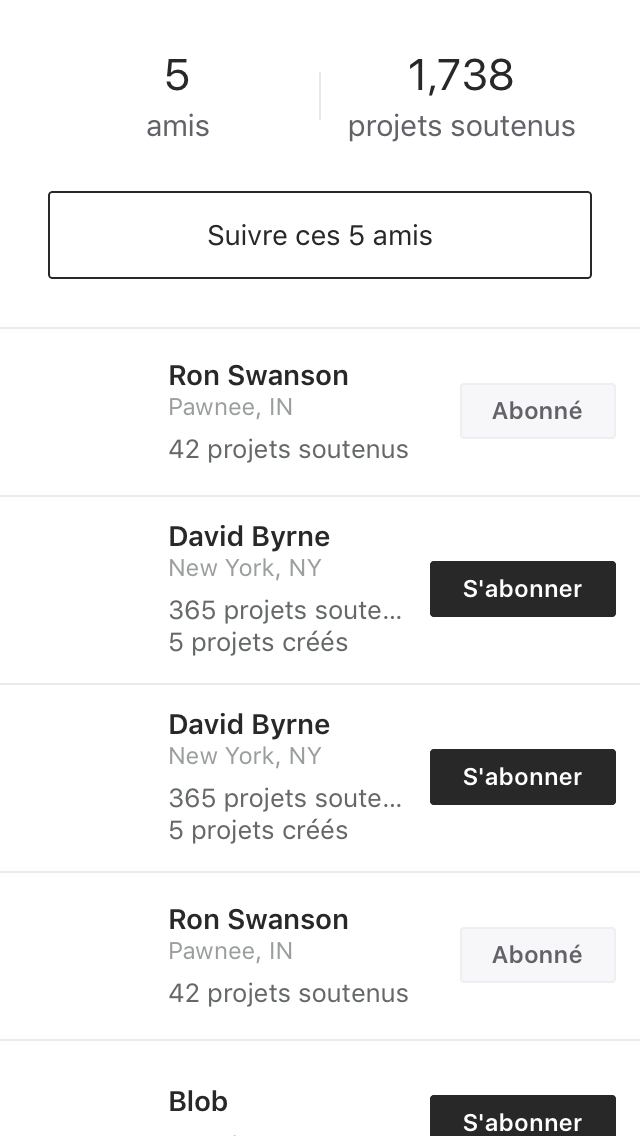 5
amis
1,738
projets soutenus
Suivre ces 5 amis
Ron Swanson
Pawnee, IN
42 projets soutenus
Abonné
David Byrne
New York, NY
365 projets soute...
5 projets créés
S'abonner
David Byrne
New York, NY
365 projets soute...
5 projets créés
S'abonner
Ron Swanson
Pawnee, IN
42 projets soutenus
Abonné
Blob
S'abonner